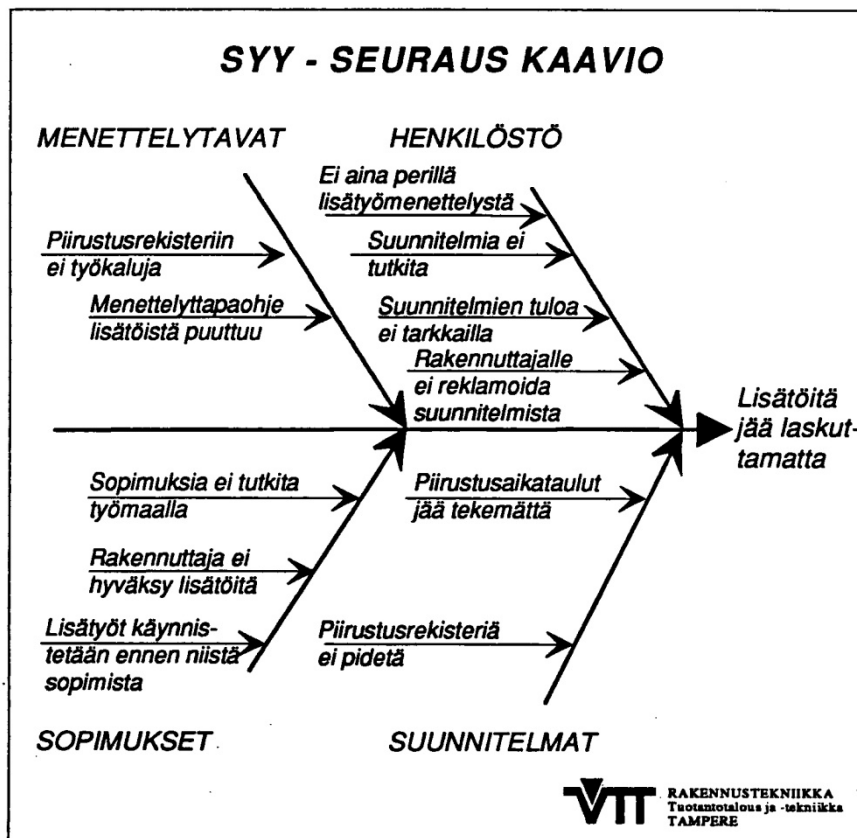 SYY - SEURAUS KAAVIO
MENETTELYTAVAT
Piirustusrekisteriin
ei työkaluja
Menettelyttapaohje
lisätöistä puuttuu
HENKILÖSTÖ
Ei aina perillä
lisätyömenettelystä
Suunnitelmia ei
tutkita
Suunnitelmien tuloa
ei tarkkailla
Rakennuttajalle
ei reklamoida
suunnitelmista
Lisätöitä
jää laskut-
tamatta
Sopimuksia ei tutkita
työmaalla
Rakennuttaja ei
hyväksy lisätöitä
Lisätyöt käynnis-
tetään ennen niistä
sopimista
SOPIMUKSET
Piirustusaikataulut
jää tekemättä
Piirustusrekisteriä
ei pidetä
SUUNNITELMAT
VTT
RAKENNUSTEKNIIKKA
Tuotantotalous ja -tekniikka
TAMPERE